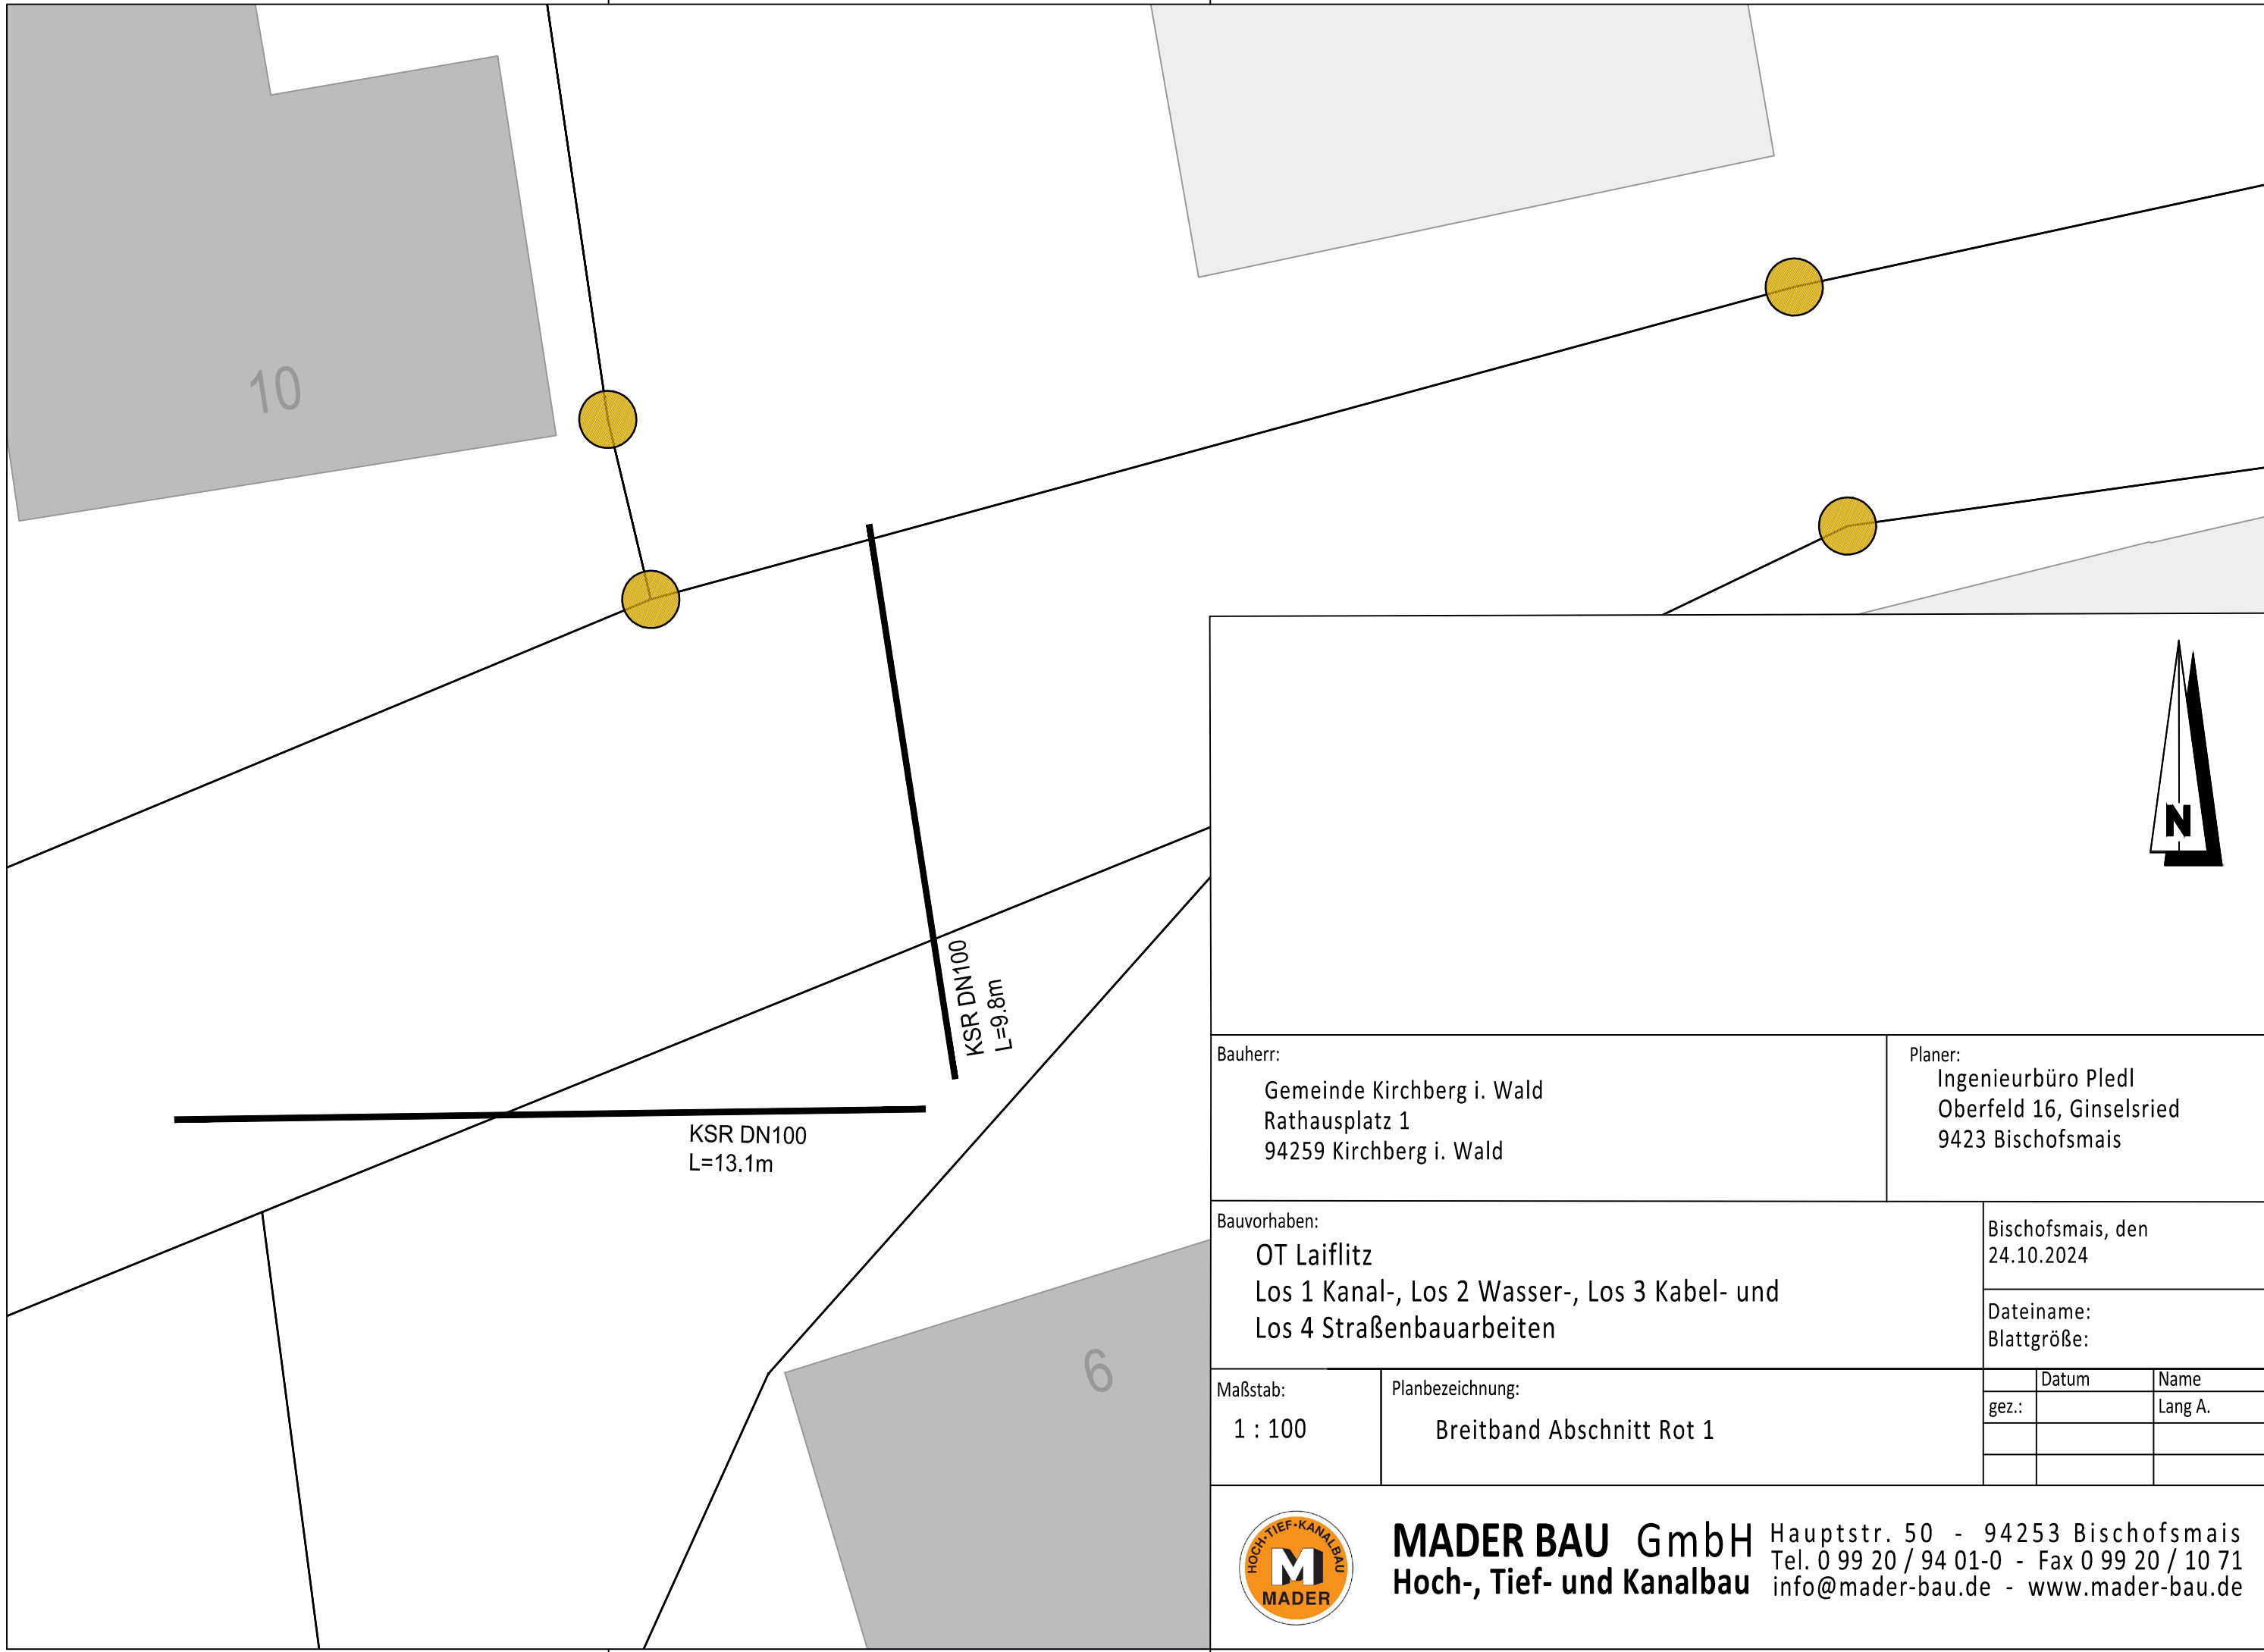 10
KSR DN100
L=9.8m
KSR DN100
L=13.1m
6
N
Bauherr:
Gemeinde Kirchberg i. Wald
Rathausplatz 1
94259 Kirchberg i. Wald
Planer:
Ingenieurbüro Pledl
Oberfeld 16, Ginselsried
9423 Bischofsmais
Bauvorhaben:
OT Laiflitz
Los 1 Kanal-, Los 2 Wasser-, Los 3 Kabel- und
Los 4 Straßenbauarbeiten
Bischofsmais, den
24.10.2024
Dateiname:
Blattgröße:
Maßstab:
1 : 100
Planbezeichnung:
Breitband Abschnitt Rot 1
Datum Name
gez.: Lang A.
HOCH•TIEF•KANALBAU
M
MADER
MADER BAU GmbH
Hoch-, Tief- und Kanalbau
Hauptstr. 50 - 94253 Bischofsmais
Tel. 0 99 20 / 94 01-0 - Fax 0 99 20 / 10 71
info@mader-bau.de - www.mader-bau.de